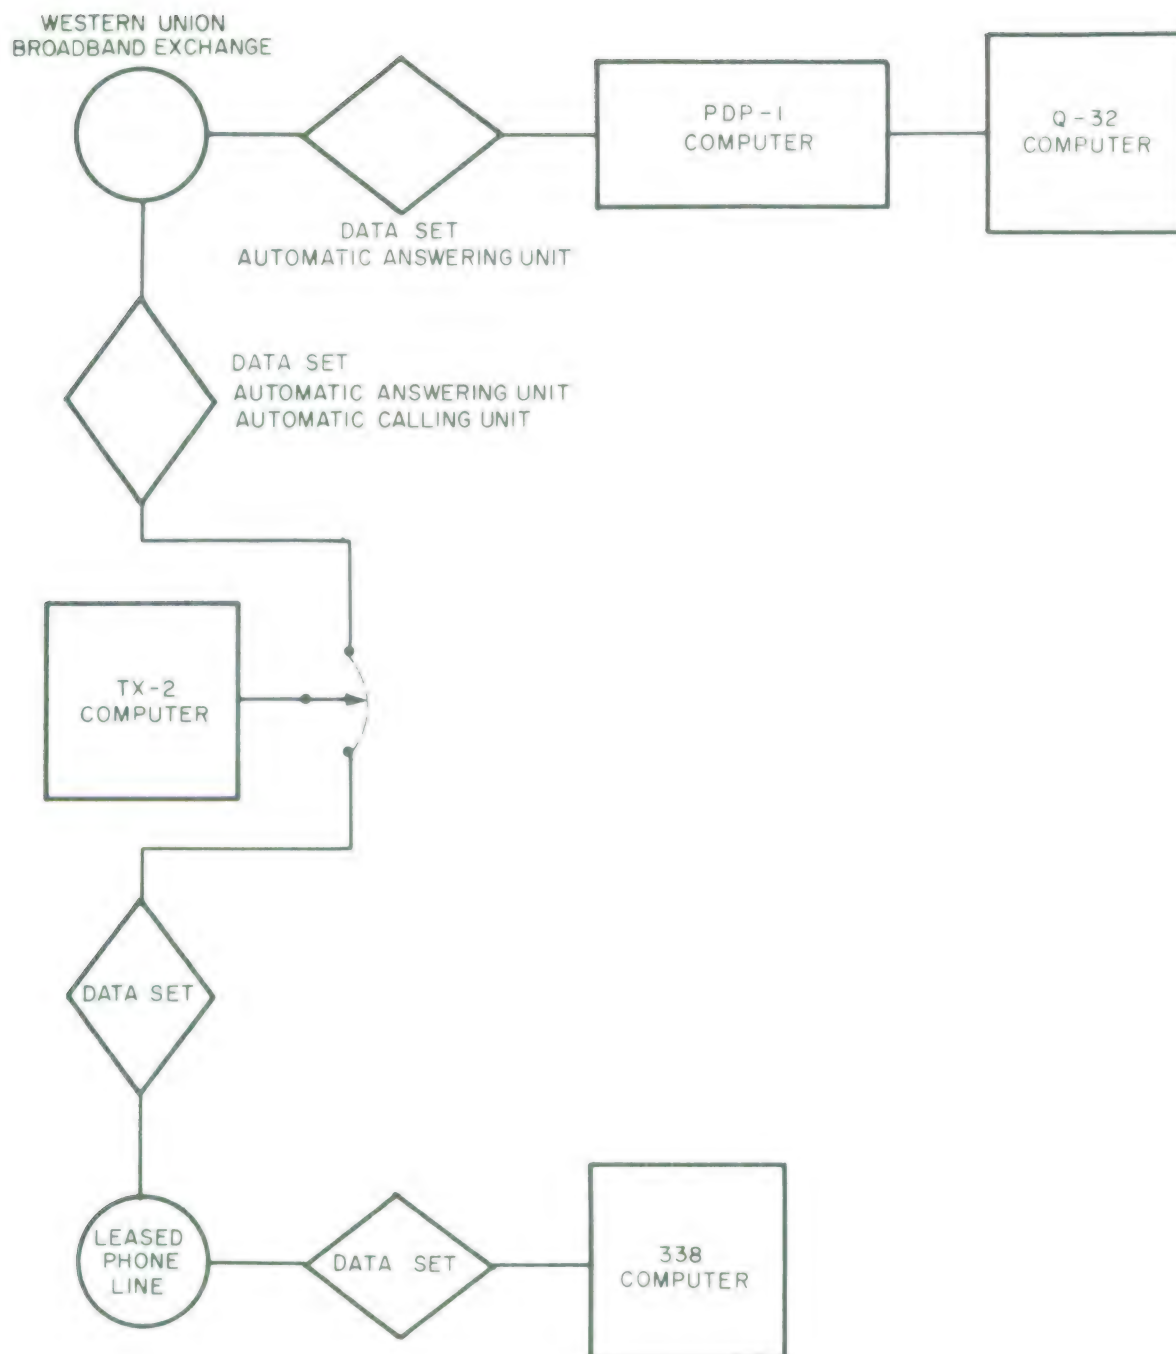 WESTERN UNION
BROADBAND EXCHANGE
PDP-1
COMPUTER
Q-32
COMPUTER
DATA SET
AUTOMATIC ANSWERING UNIT
DATA SET
AUTOMATIC ANSWERING UNIT
AUTOMATIC CALLING UNIT
TX-2
COMPUTER
DATA SET
LEASED
PHONE
LINE
DATA SET
338
COMPUTER